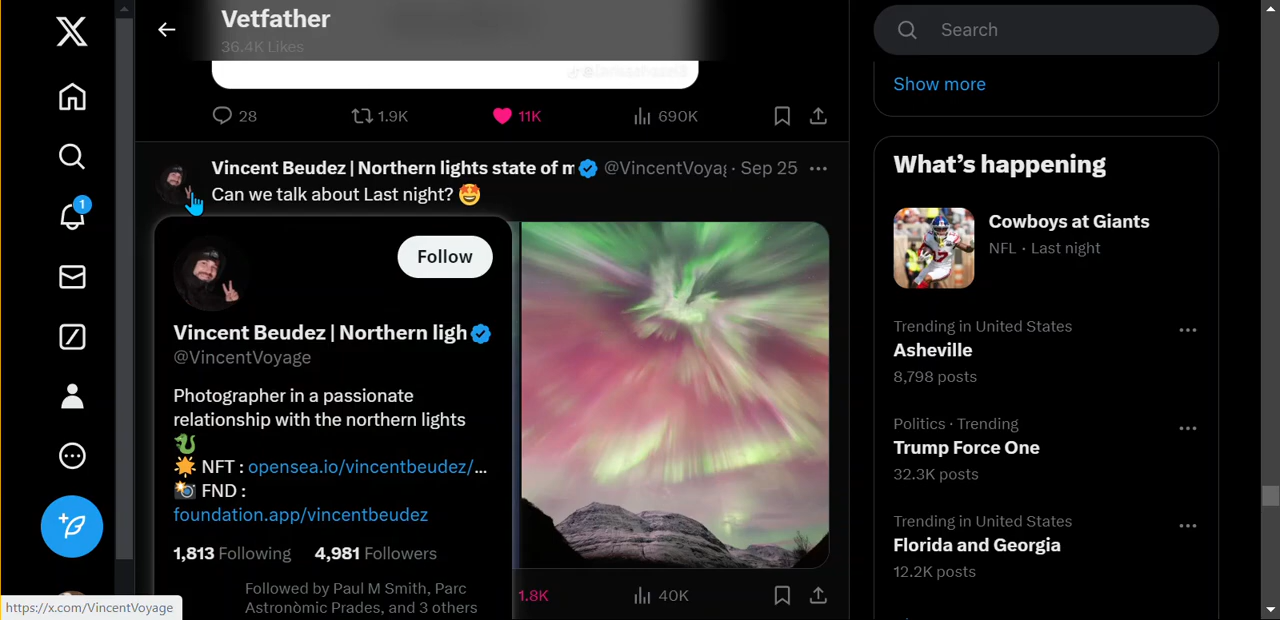 Vetfather
36.4K Likes
28
1.9K
11K
690K
Vincent Beudez | Northern lights state of m
@VincentVoyag · Sep 25
Can we talk about Last night? 🤩
Follow
Vincent Beudez | Northern ligh
@VincentVoyage
Photographer in a passionate
relationship with the northern lights
🐉
🌟 NFT : opensea.io/vincentbeudez/...
📸 FND :
foundation.app/vincentbeudez
1,813 Following 4,981 Followers
Followed by Paul M Smith, Parc
Astronòmic Prades, and 3 others
1.8K
40K
https://x.com/VincentVoyage
1
Search
Show more
What's happening
Cowboys at Giants
NFL · Last night
Trending in United States
Asheville
8,798 posts
Politics · Trending
Trump Force One
32.3K posts
Trending in United States
Florida and Georgia
12.2K posts